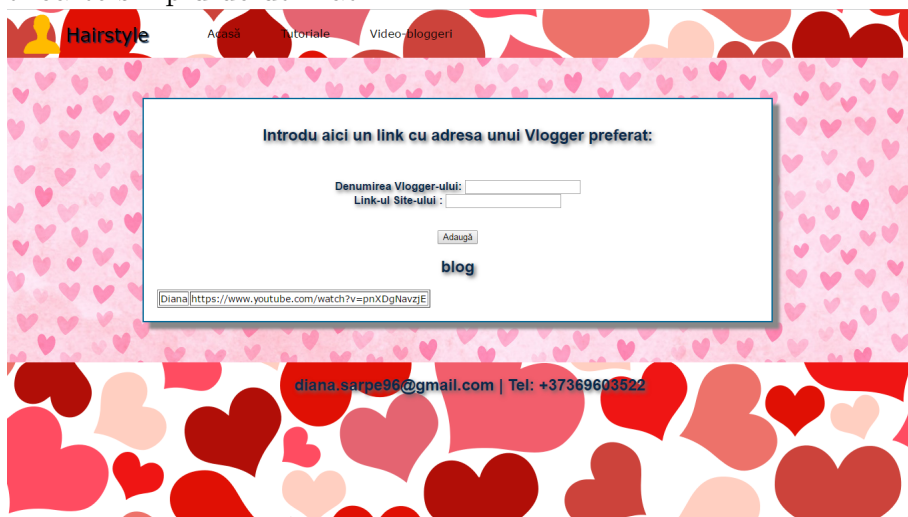 Hairstyle
Acasă Tutoriale Video-bloggeri
Introdu aici un link cu adresa unui Vlogger preferat:
Denumirea Vlogger-ului:
Link-ul Site-ului :
Adaugă
blog
Diana https://www.youtube.com/watch?v=pnXDgNavzjE
diana.sarpe96@gmail.com | Tel: +37369603522